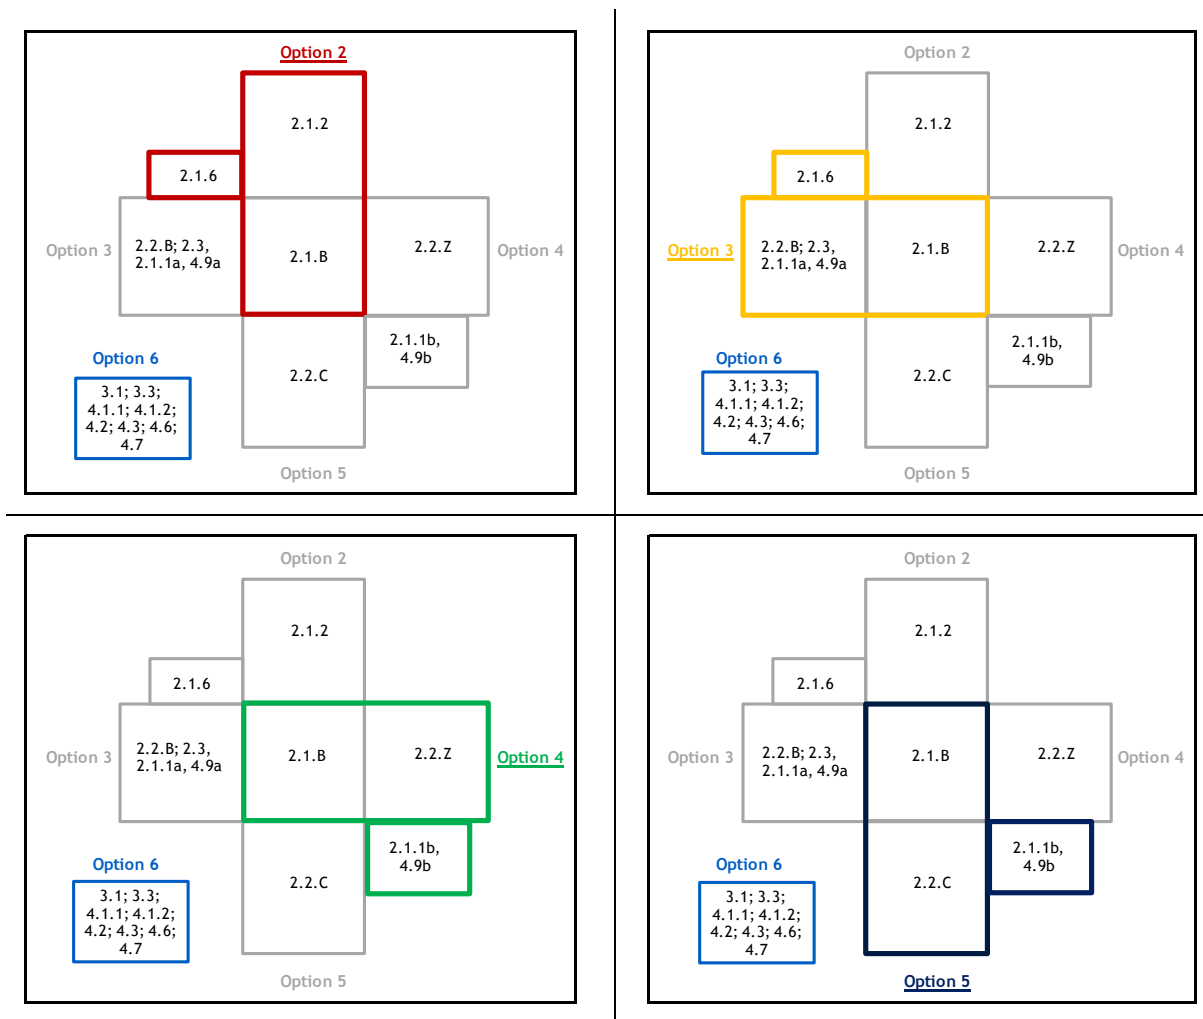 Option 2
2.1.2
2.1.6
Option 3
2.2.B; 2.3,
2.1.1a, 4.9a
2.1.B
2.2.Z
Option 4
2.1.1b,
4.9b
Option 6
3.1; 3.3;
4.1.1; 4.1.2;
4.2; 4.3; 4.6;
4.7
2.2.C
Option 5
Option 2
2.1.2
2.1.6
Option 3
2.2.B; 2.3,
2.1.1a, 4.9a
2.1.B
2.2.Z
Option 4
2.1.1b,
4.9b
Option 6
3.1; 3.3;
4.1.1; 4.1.2;
4.2; 4.3; 4.6;
4.7
2.2.C
Option 5
Option 2
2.1.2
2.1.6
Option 3
2.2.B; 2.3,
2.1.1a, 4.9a
2.1.B
2.2.Z
Option 4
2.1.1b,
4.9b
Option 6
3.1; 3.3;
4.1.1; 4.1.2;
4.2; 4.3; 4.6;
4.7
2.2.C
Option 5
Option 2
2.1.2
2.1.6
Option 3
2.2.B; 2.3,
2.1.1a, 4.9a
2.1.B
2.2.Z
Option 4
2.1.1b,
4.9b
Option 6
3.1; 3.3;
4.1.1; 4.1.2;
4.2; 4.3; 4.6;
4.7
2.2.C
Option 5